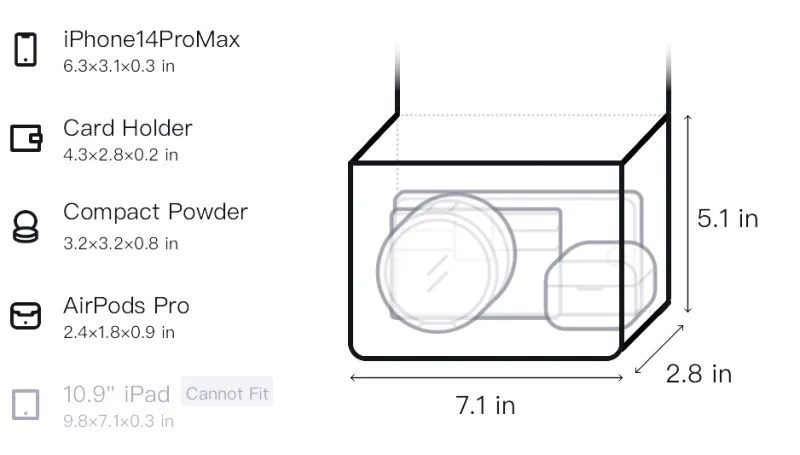 iPhone14ProMax
6.3×3.1×0.3 in
Card Holder
4.3×2.8×0.2 in
Compact Powder
3.2×3.2×0.8 in
AirPods Pro
2.4×1.8×0.9 in
10.9" iPad Cannot Fit
9.8×7.1×0.3 in
5.1 in
2.8 in
7.1 in